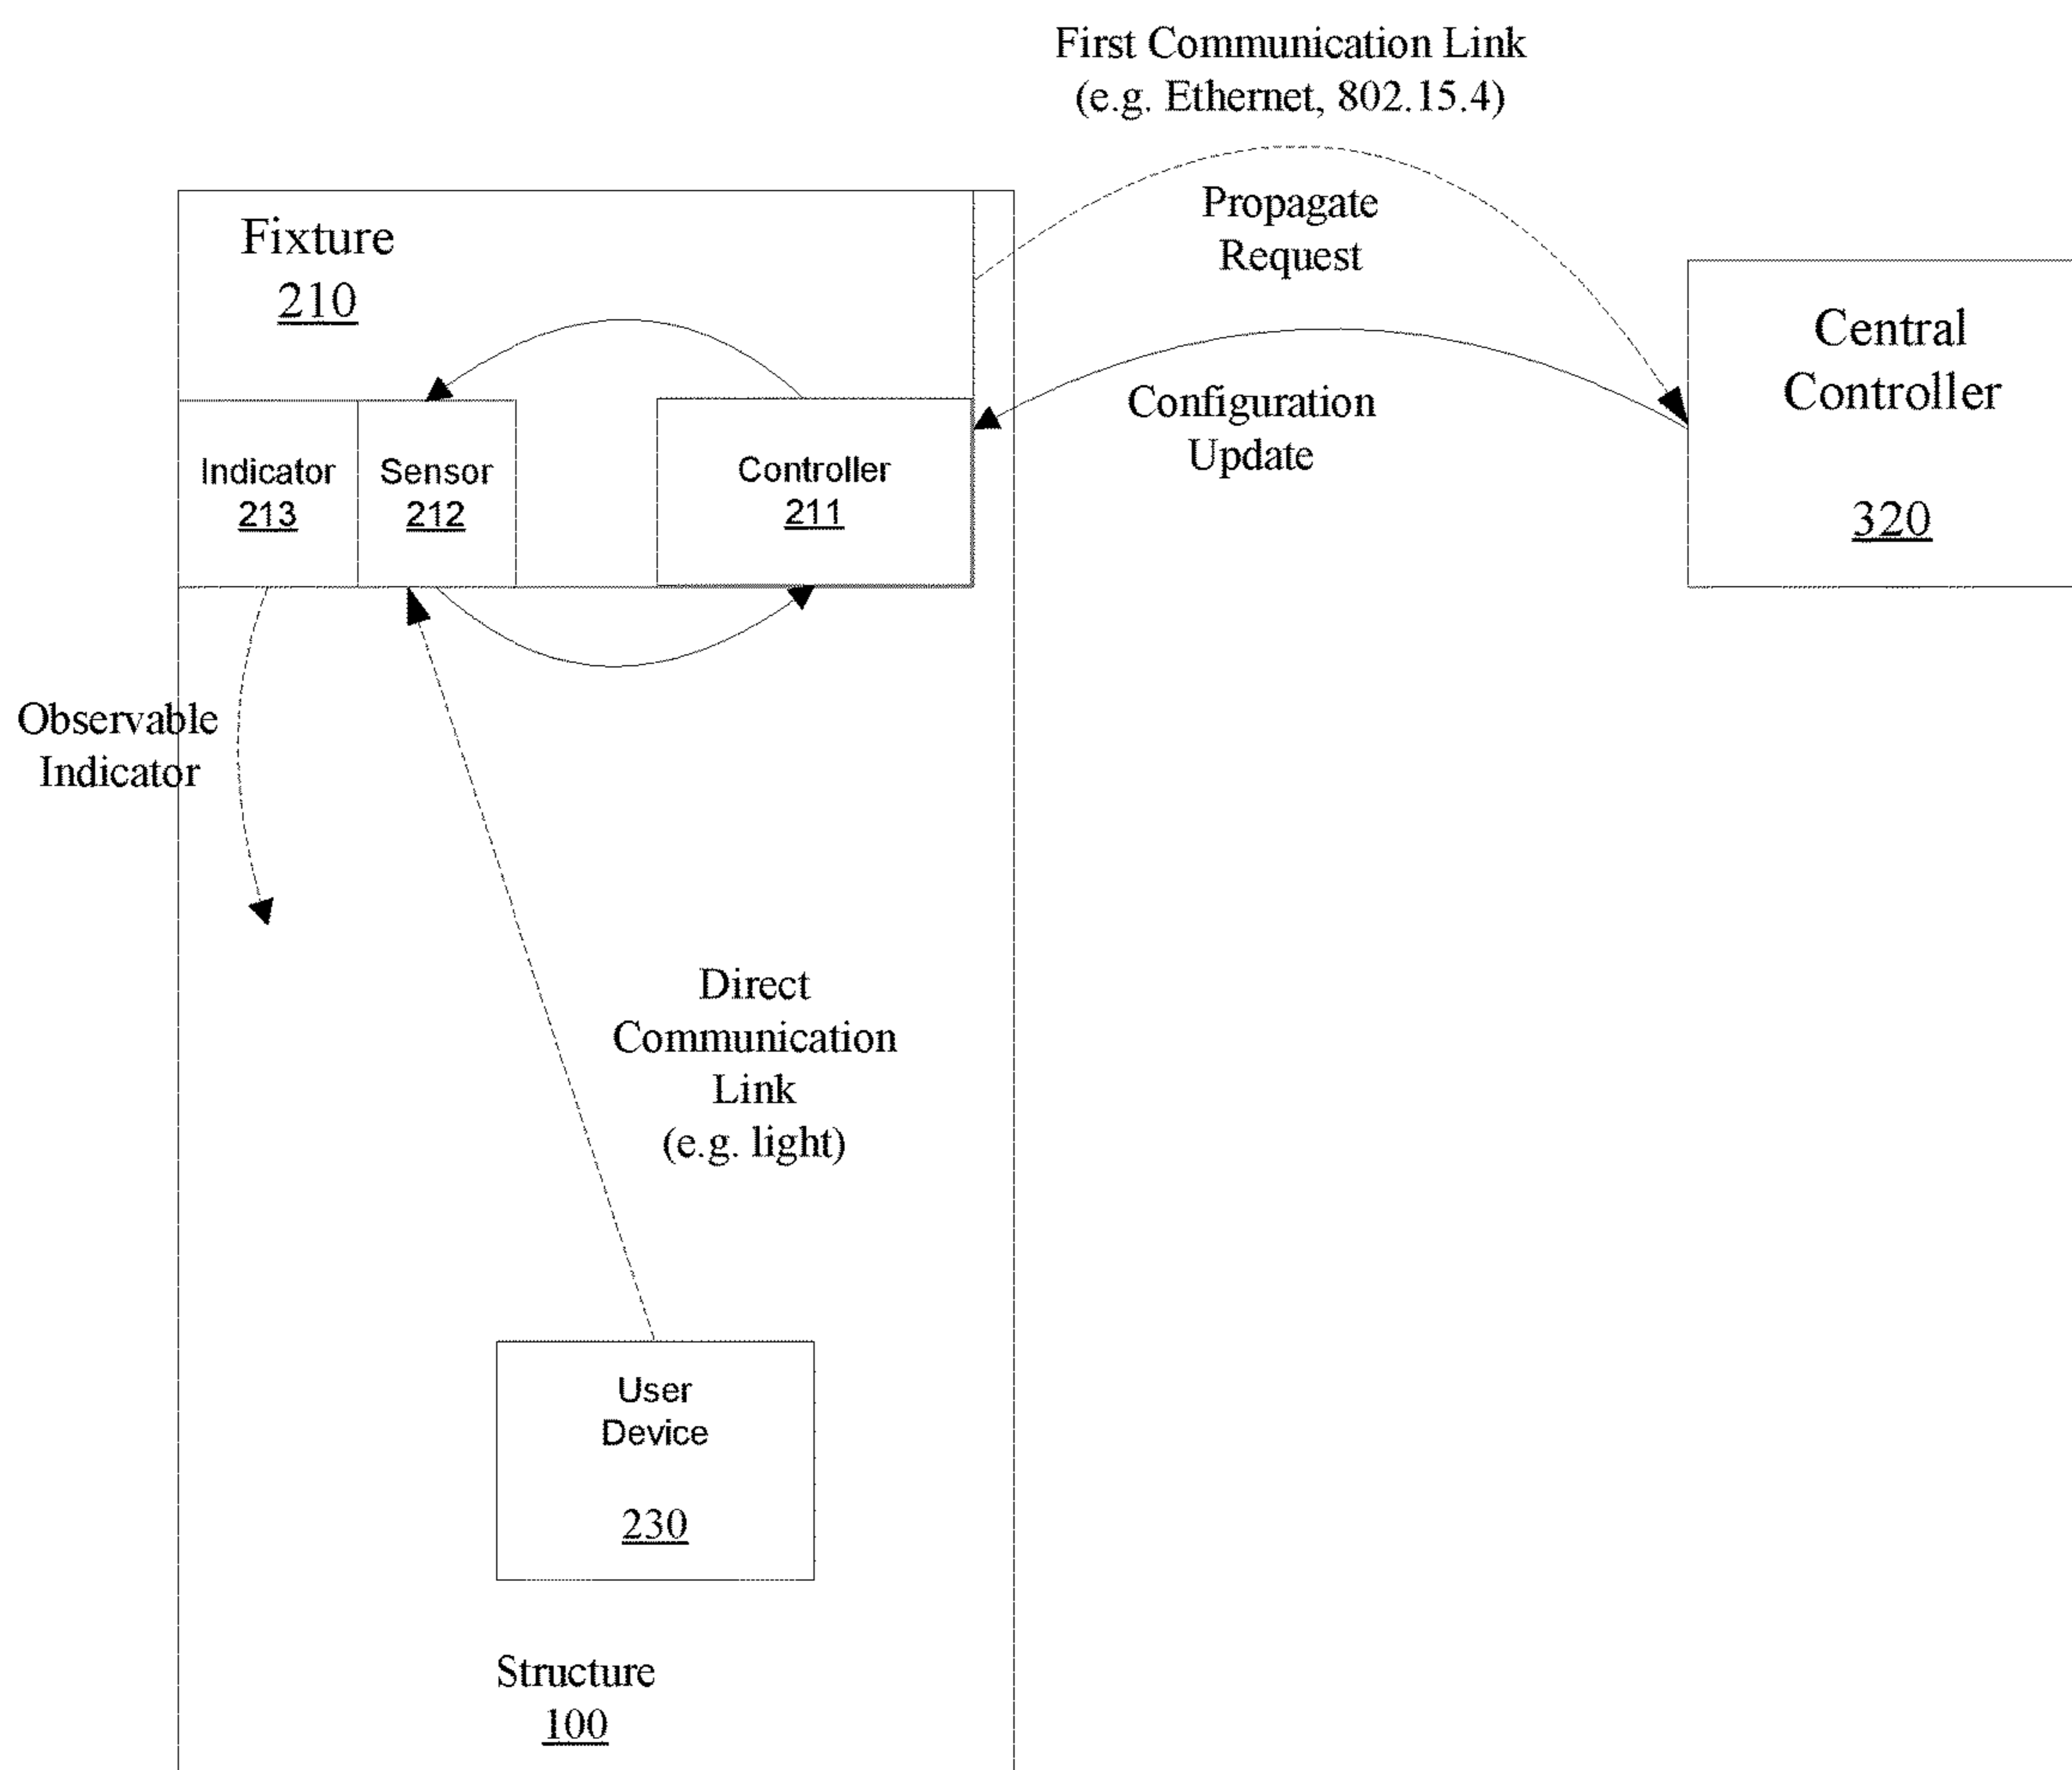 First Communication Link
(e.g. Ethernet, 802.15.4)
Propagate
Request
Fixture
210
Central
Controller
320
Configuration
Update
Indicator
213
Sensor
212
Controller
211
Observable
Indicator
Direct
Communication
Link
(e.g. light)
User
Device
230
Structure
100